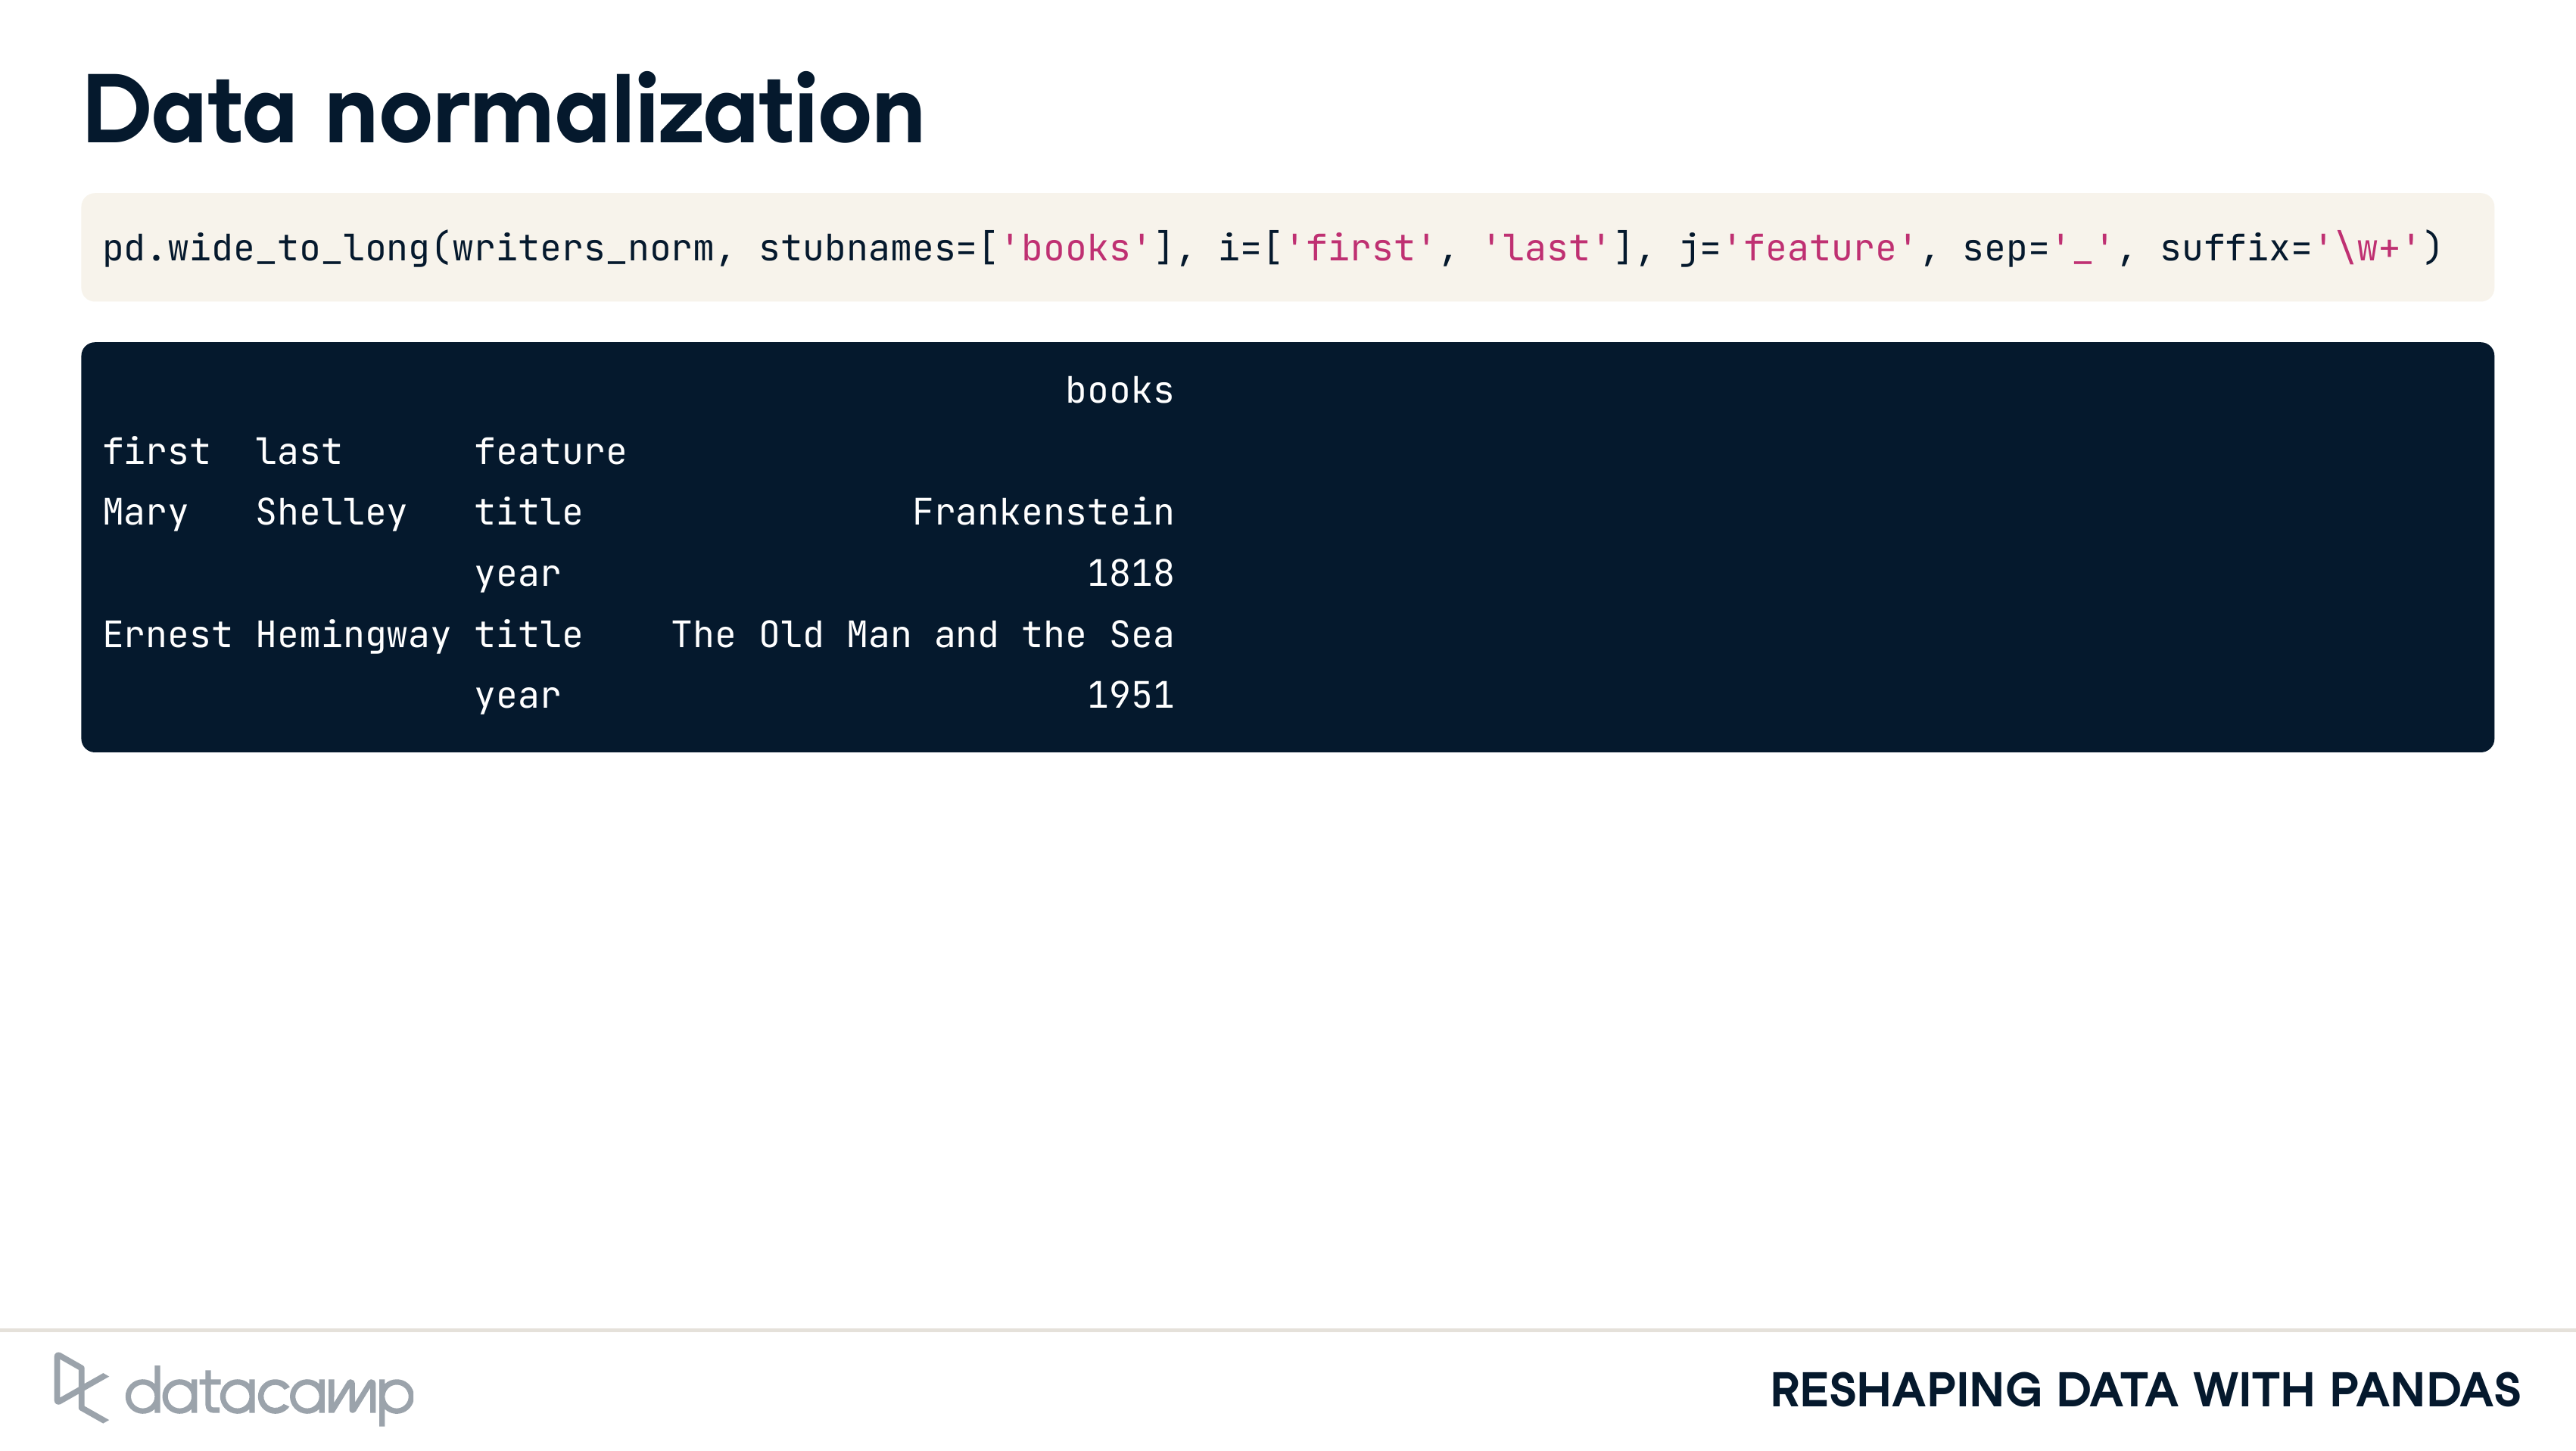 Data normalization
pd.wide_to_long(writers_norm, stubnames=['books'], i=['first', 'last'], j='feature', sep='_', suffix='\w+')
books
first last feature
Mary Shelley title Frankenstein
year 1818
Ernest Hemingway title The Old Man and the Sea
year 1951
datacamp
RESHAPING DATA WITH PANDAS